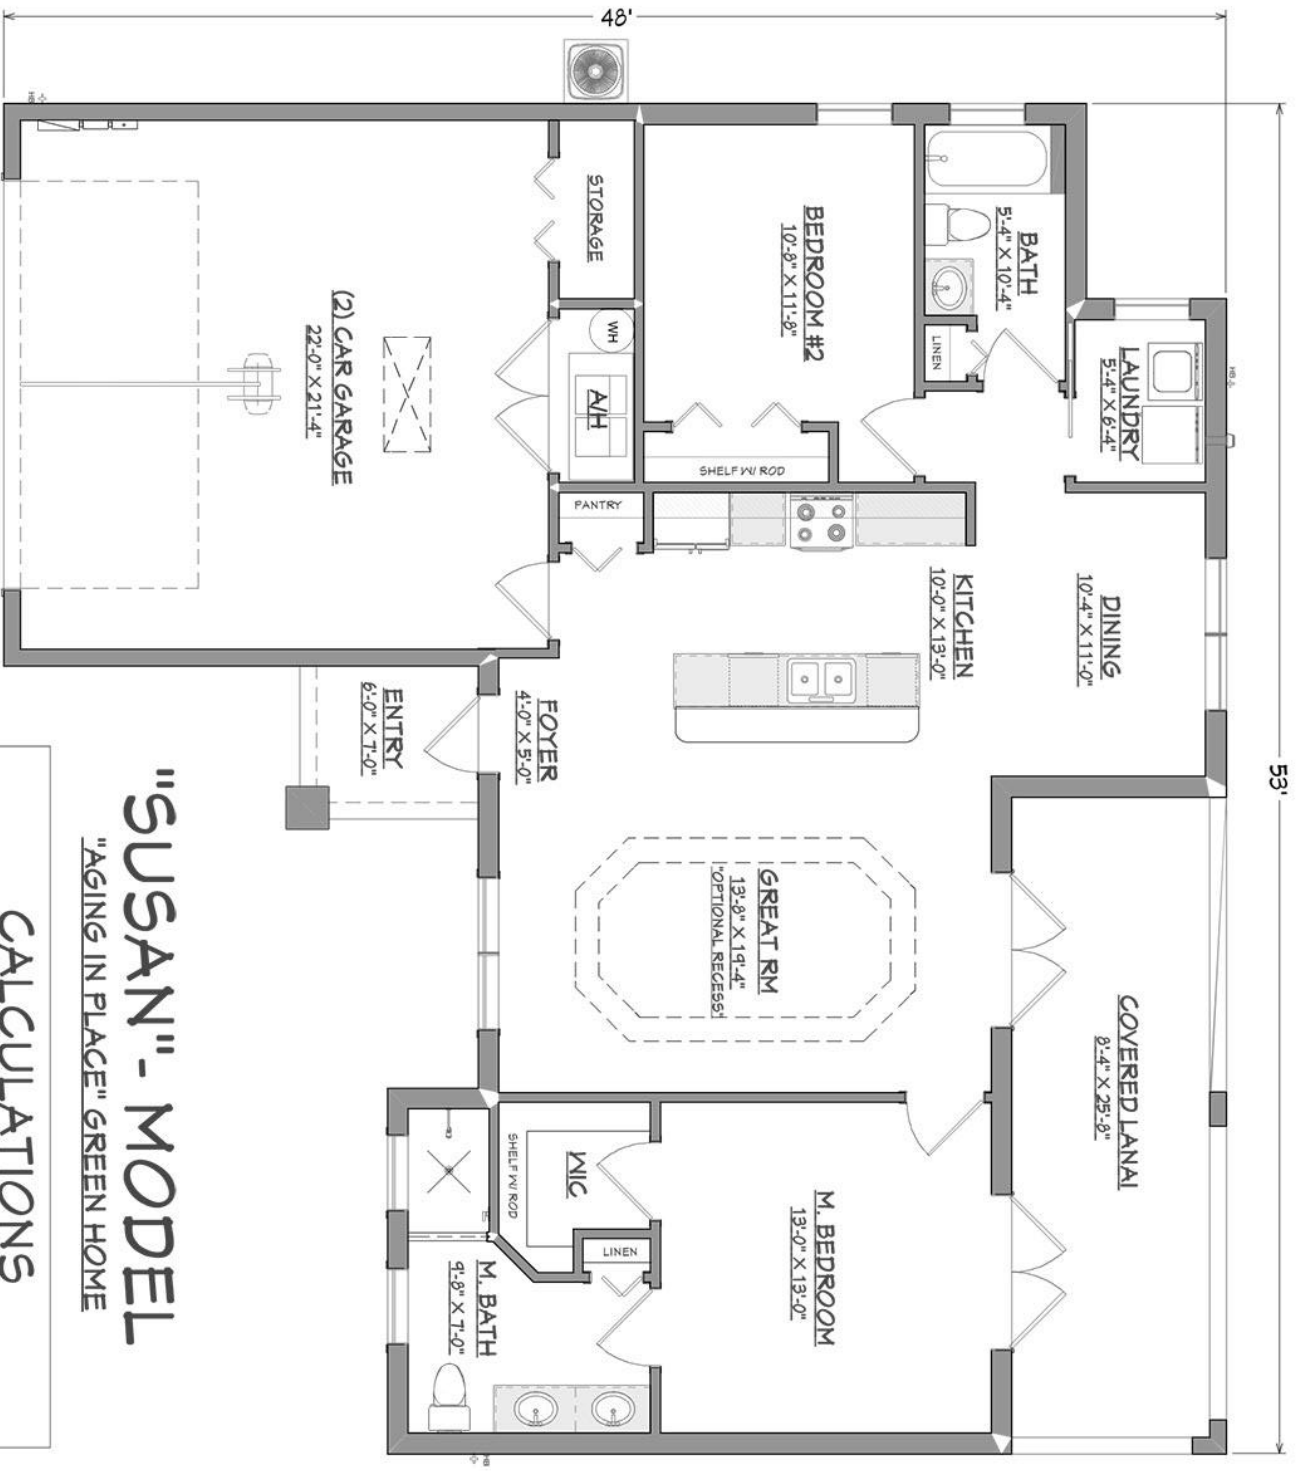 48'
53'
HB
STORAGE
(2) CAR GARAGE
22'-0" X 21'-4"
WH
A/H
BEDROOM #2
10'-8" X 11'-8"
SHELF W/ ROD
BATH
5'-4" X 10'-4"
LINEN
LAUNDRY
5'-4" X 6'-4"
HB
PANTRY
KITCHEN
10'-0" X 13'-0"
DINING
10'-4" X 11'-0"
ENTRY
6'-0" X 7'-0"
FOYER
4'-0" X 5'-0"
GREAT RM
13'-8" X 19'-4"
"OPTIONAL RECESS"
COVERED LANAI
8'-4" X 25'-8"
WIC
SHELF W/ ROD
LINEN
M. BEDROOM
13'-0" X 13'-0"
M. BATH
9'-8" X 7'-0"
HB
"SUSAN"- MODEL
"AGING IN PLACE" GREEN HOME
CALCULATIONS